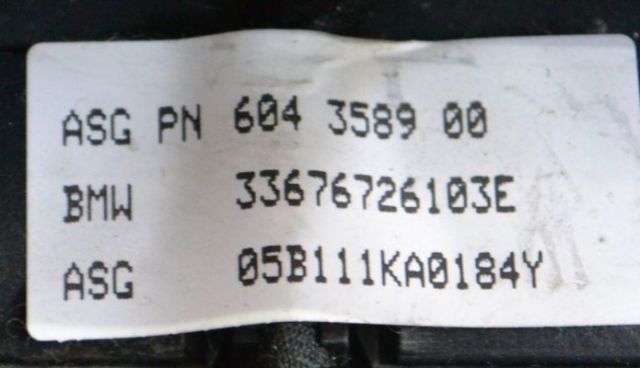 ASG PN 604 3589 00
BMW 33676726103E
ASG 05B111KA0184Y